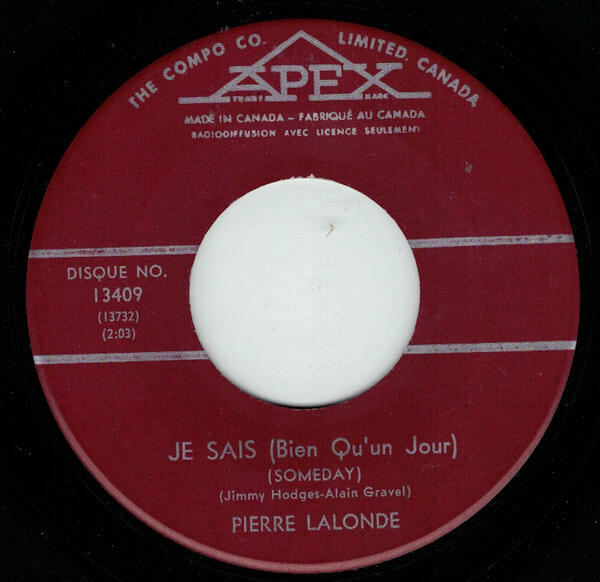 THE COMPO CO. LIMITED. CANADA
APEX
TRADE MARK
MADE IN CANADA – FABRIQUÉ AU CANADA
RADIODIFFUSION AVEC LICENCE SEULEMENT
DISQUE NO.
13409
(13732)
(2:03)
JE SAIS (Bien Qu'un Jour)
(SOMEDAY)
(Jimmy Hodges-Alain Gravel)
PIERRE LALONDE